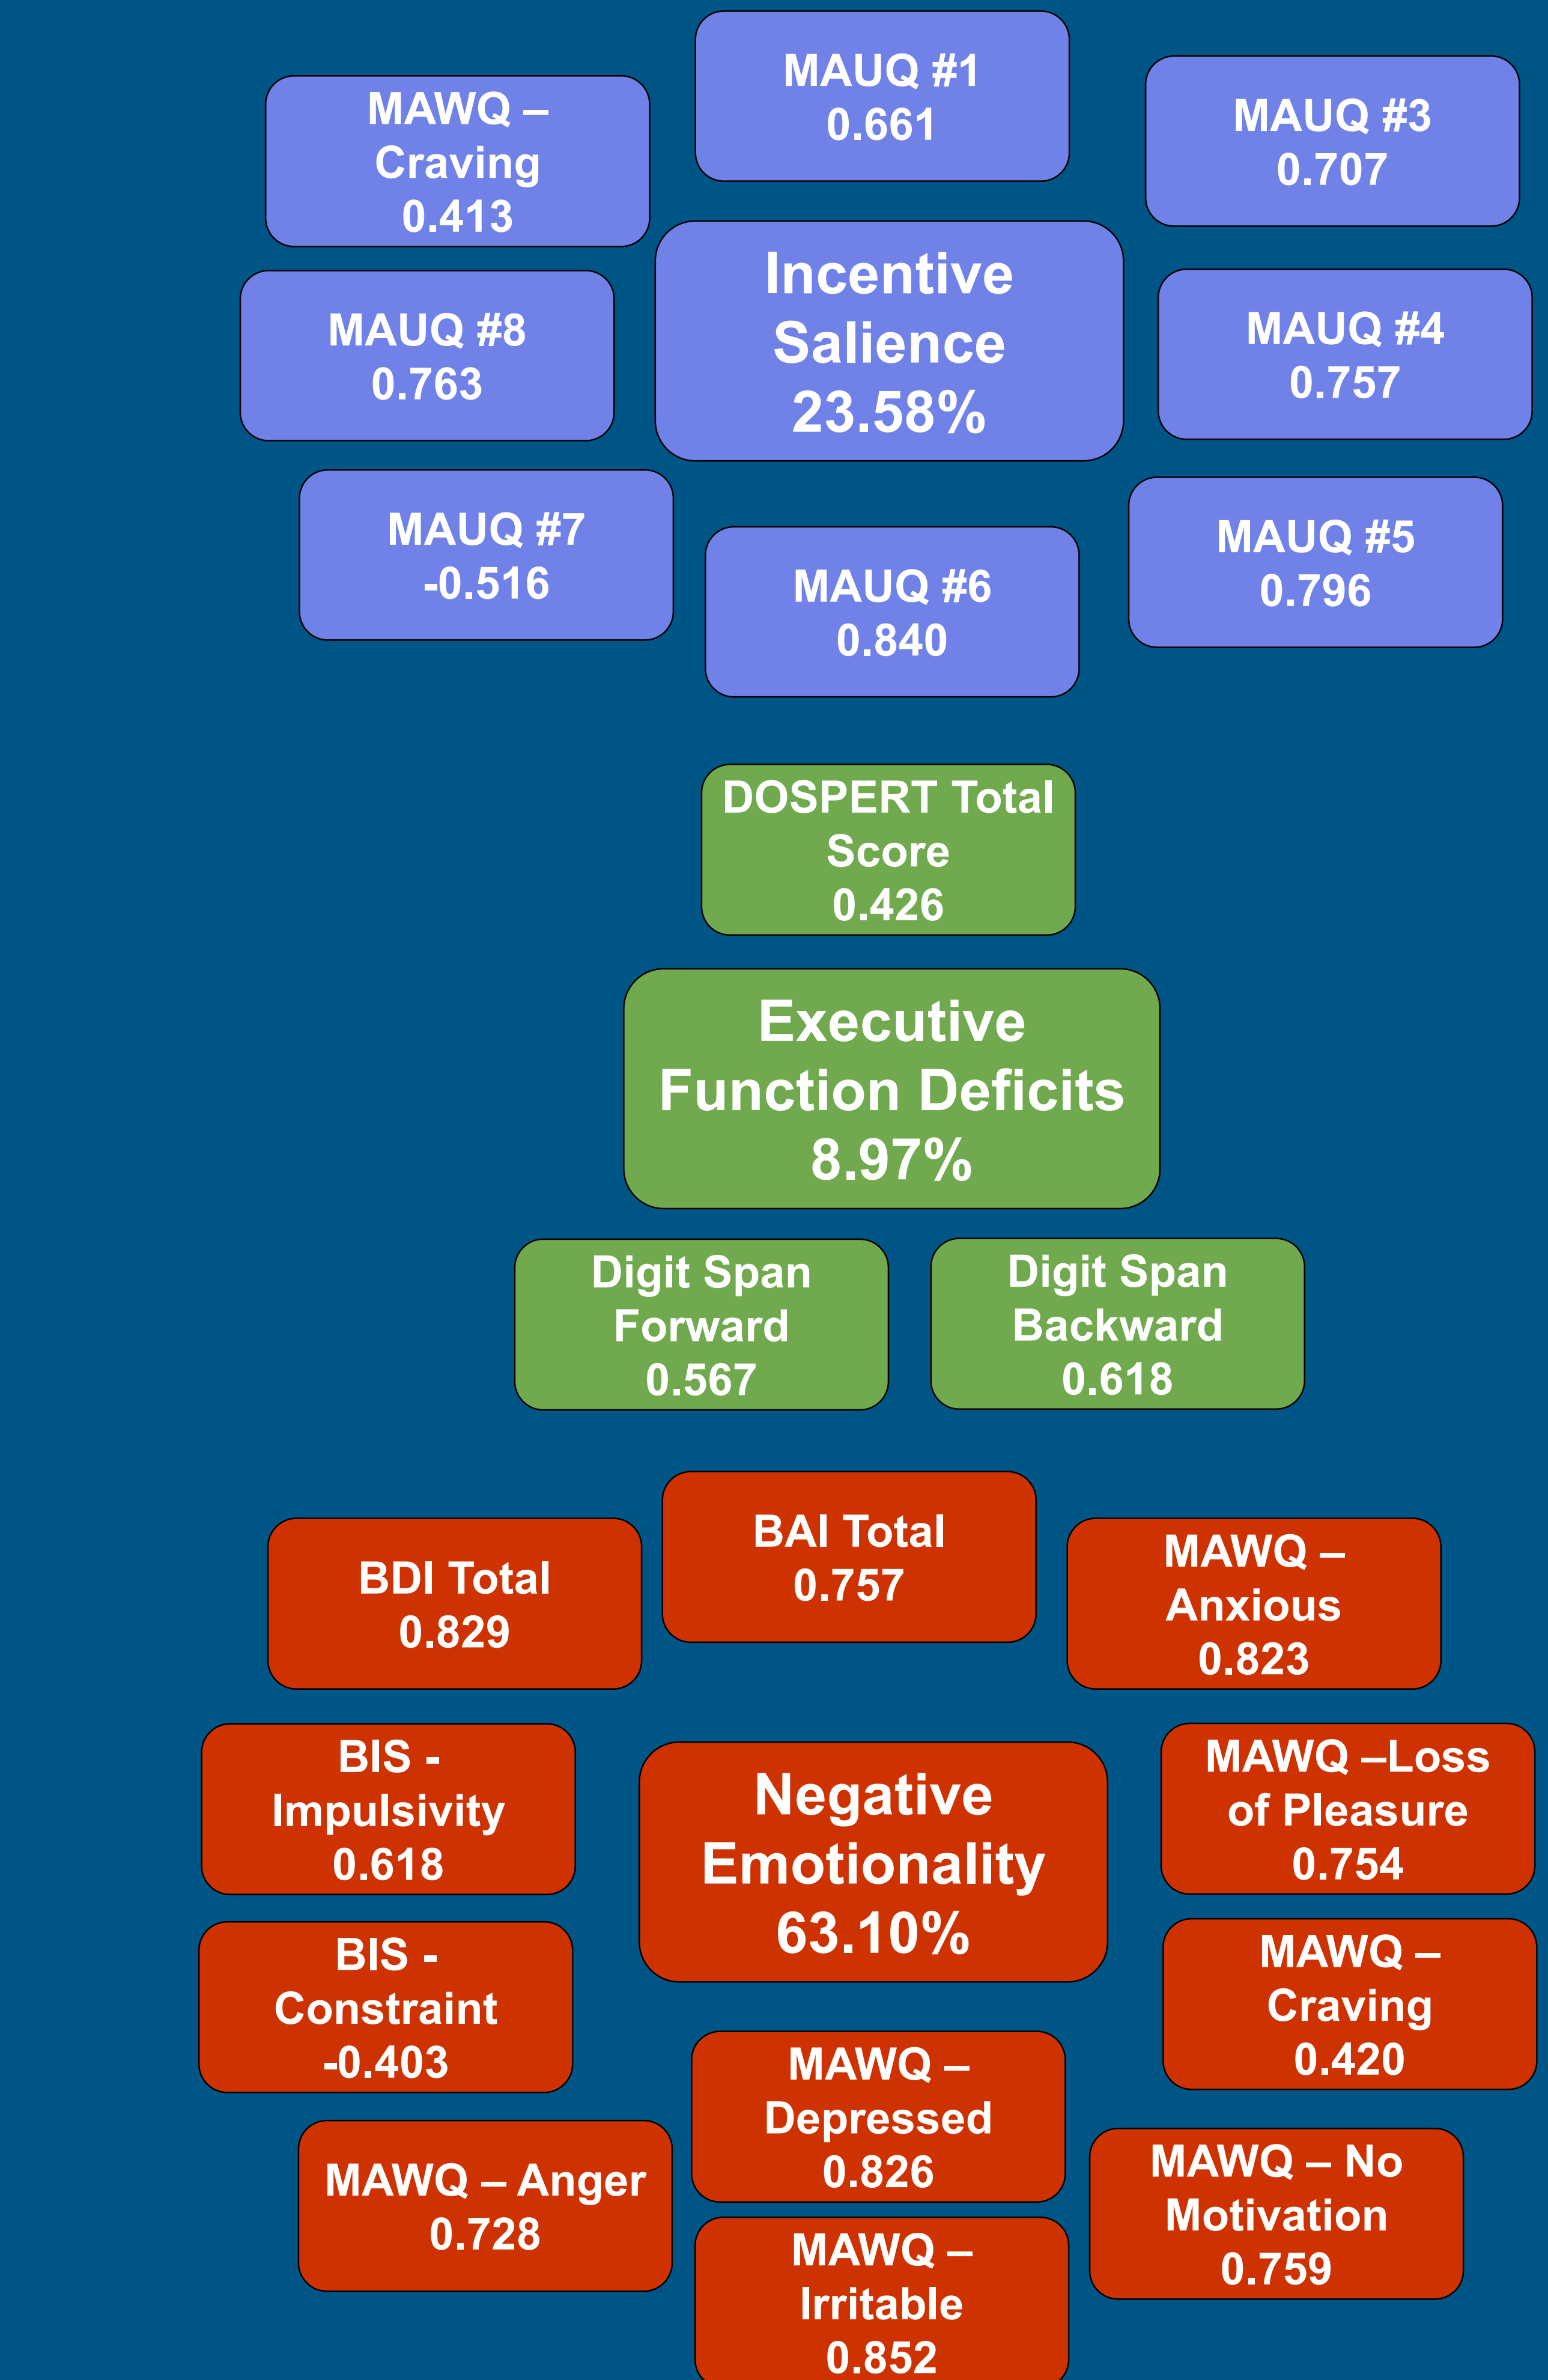 MAUQ #1
0.661
MAWQ –
Craving
0.413
MAUQ #3
0.707
Incentive
Salience
23.58%
MAUQ #8
0.763
MAUQ #4
0.757
MAUQ #7
-0.516
MAUQ #6
0.840
MAUQ #5
0.796
DOSPERT Total
Score
0.426
Executive
Function Deficits
8.97%
Digit Span
Forward
0.567
Digit Span
Backward
0.618
BDI Total
0.829
BAI Total
0.757
MAWQ –
Anxious
0.823
BIS -
Impulsivity
0.618
Negative
Emotionality
63.10%
MAWQ –Loss
of Pleasure
0.754
BIS -
Constraint
-0.403
MAWQ –
Craving
0.420
MAWQ –
Depressed
0.826
MAWQ – Anger
0.728
MAWQ – No
Motivation
0.759
MAWQ –
Irritable
0.852